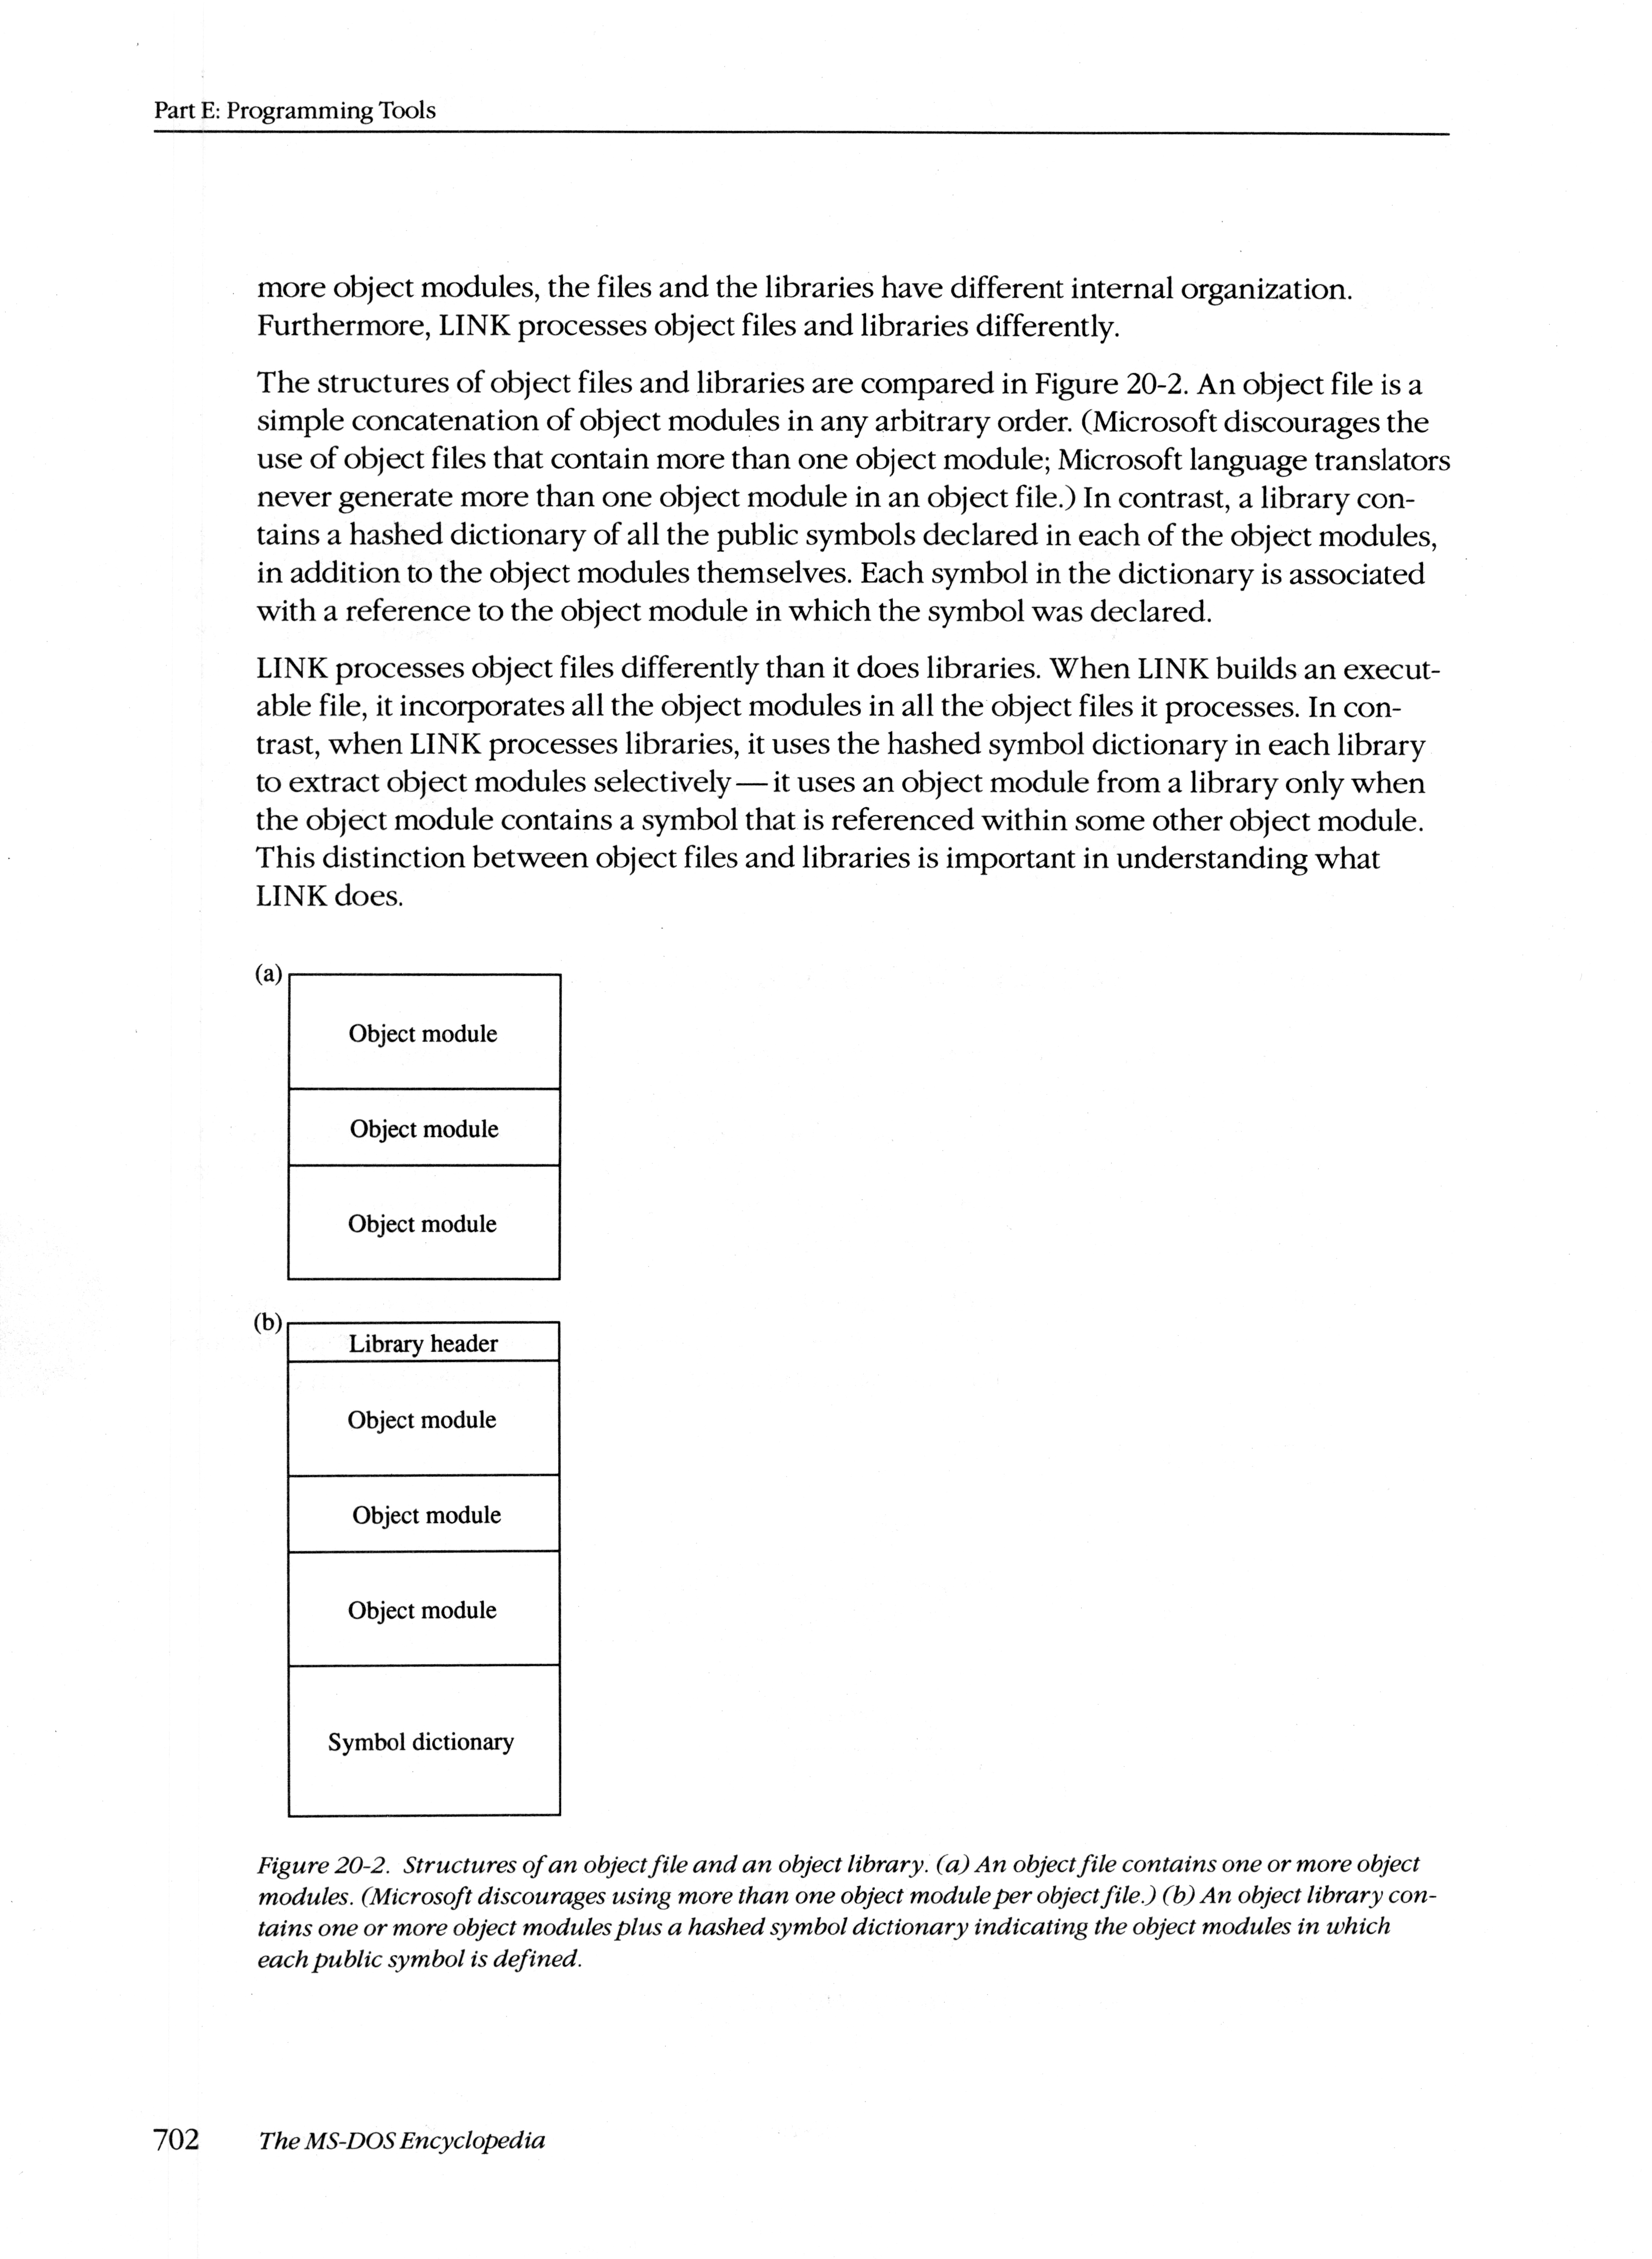 Part E: Programming Tools
more object modules, the files and the libraries have different internal organization.
Furthermore, LINK processes object files and libraries differently.
The structures of object files and libraries are compared in Figure 20-2. An object file is a
simple concatenation of object modules in any arbitrary order. (Microsoft discourages the
use of object files that contain more than one object module; Microsoft language translators
never generate more than one object module in an object file.) In contrast, a library con-
tains a hashed dictionary of all the public symbols declared in each of the object modules,
in addition to the object modules themselves. Each symbol in the dictionary is associated
with a reference to the object module in which the symbol was declared.
LINK processes object files differently than it does libraries. When LINK builds an execut-
able file, it incorporates all the object modules in all the object files it processes. In con-
trast, when LINK processes libraries, it uses the hashed symbol dictionary in each library
to extract object modules selectively — it uses an object module from a library only when
the object module contains a symbol that is referenced within some other object module.
This distinction between object files and libraries is important in understanding what
LINK does.
(a)
Object module
Object module
Object module
(b)
Library header
Object module
Object module
Object module
Symbol dictionary
Figure 20-2. Structures of an object file and an object library. (a) An object file contains one or more object
modules. (Microsoft discourages using more than one object module per object file.) (b) An object library con-
tains one or more object modules plus a hashed symbol dictionary indicating the object modules in which
each public symbol is defined.
702 The MS-DOS Encyclopedia